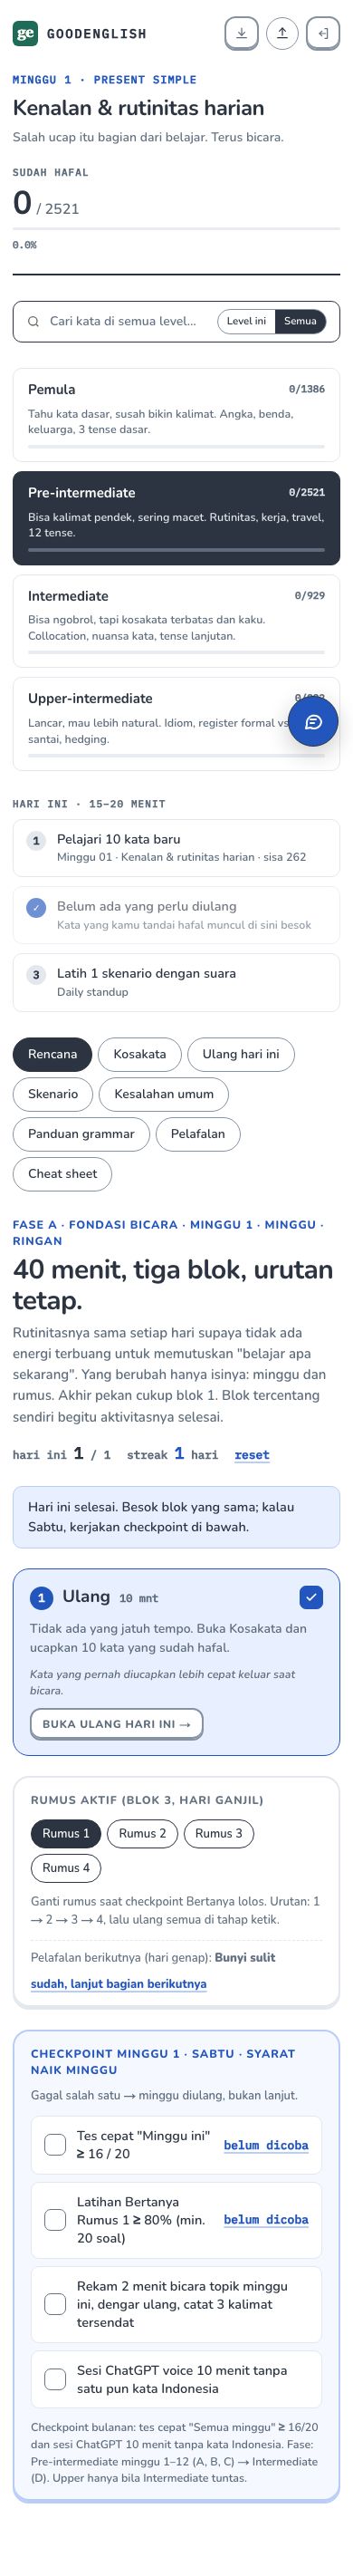 ge GOODENGLISH
MINGGU 1 · PRESENT SIMPLE
Kenalan & rutinitas harian
Salah ucap itu bagian dari belajar. Terus bicara.
SUDAH HAFAL
0 / 2521
0.0%
Cari kata di semua level... Level ini Semua
Pemula 0/1386
Tahu kata dasar, susah bikin kalimat. Angka, benda,
keluarga, 3 tense dasar.
Pre-intermediate 0/2521
Bisa kalimat pendek, sering macet. Rutinitas, kerja, travel,
12 tense.
Intermediate 0/929
Bisa ngobrol, tapi kosakata terbatas dan kaku.
Collocation, nuansa kata, tense lanjutan.
Upper-intermediate
Lancar, mau lebih natural. Idiom, register formal vs
santai, hedging.
HARI INI · 15–20 MENIT
1 Pelajari 10 kata baru
Minggu 01 · Kenalan & rutinitas harian · sisa 262
✓ Belum ada yang perlu diulang
Kata yang kamu tandai hafal muncul di sini besok
3 Latih 1 skenario dengan suara
Daily standup
Rencana Kosakata Ulang hari ini
Skenario Kesalahan umum
Panduan grammar Pelafalan
Cheat sheet
FASE A · FONDASI BICARA · MINGGU 1 · MINGGU ·
RINGAN
40 menit, tiga blok, urutan
tetap.
Rutinitasnya sama setiap hari supaya tidak ada
energi terbuang untuk memutuskan "belajar apa
sekarang". Yang berubah hanya isinya: minggu dan
rumus. Akhir pekan cukup blok 1. Blok tercentang
sendiri begitu aktivitasnya selesai.
hari ini 1 / 1 streak 1 hari reset
Hari ini selesai. Besok blok yang sama; kalau
Sabtu, kerjakan checkpoint di bawah.
1 Ulang 10 mnt
Tidak ada yang jatuh tempo. Buka Kosakata dan
ucapkan 10 kata yang sudah hafal.
Kata yang pernah diucapkan lebih cepat keluar saat
bicara.
BUKA ULANG HARI INI →
RUMUS AKTIF (BLOK 3, HARI GANJIL)
Rumus 1 Rumus 2 Rumus 3
Rumus 4
Ganti rumus saat checkpoint Bertanya lolos. Urutan: 1
→ 2 → 3 → 4, lalu ulang semua di tahap ketik.
Pelafalan berikutnya (hari genap): Bunyi sulit
sudah, lanjut bagian berikutnya
CHECKPOINT MINGGU 1 · SABTU · SYARAT
NAIK MINGGU
Gagal salah satu → minggu diulang, bukan lanjut.
Tes cepat "Minggu ini" belum dicoba
≥ 16 / 20
Latihan Bertanya
Rumus 1 ≥ 80% (min. belum dicoba
20 soal)
Rekam 2 menit bicara topik minggu
ini, dengar ulang, catat 3 kalimat
tersendat
Sesi ChatGPT voice 10 menit tanpa
satu pun kata Indonesia
Checkpoint bulanan: tes cepat "Semua minggu" ≥ 16/20
dan sesi ChatGPT 10 menit tanpa kata Indonesia. Fase:
Pre-intermediate minggu 1–12 (A, B, C) → Intermediate
(D). Upper hanya bila Intermediate tuntas.